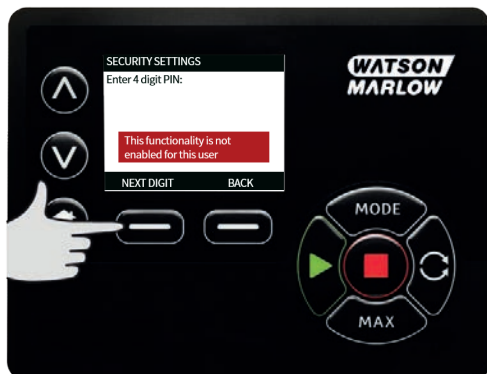 SECURITY SETTINGS
Enter 4 digit PIN:
This functionality is not
enabled for this user
NEXT DIGIT BACK
WATSON
MARLOW
MODE
MAX